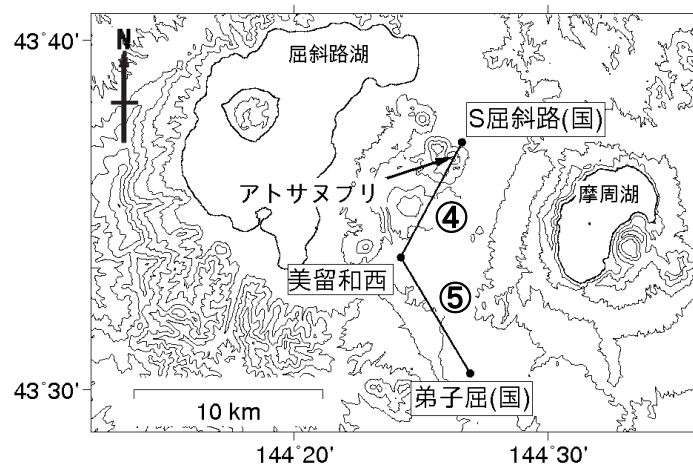 43˚40'
N
屈斜路湖
S屈斜路(国)
アトサヌプリ
摩周湖
④
美留和西
⑤
43˚30'
10 km
弟子屈(国)
144˚20'
144˚30'